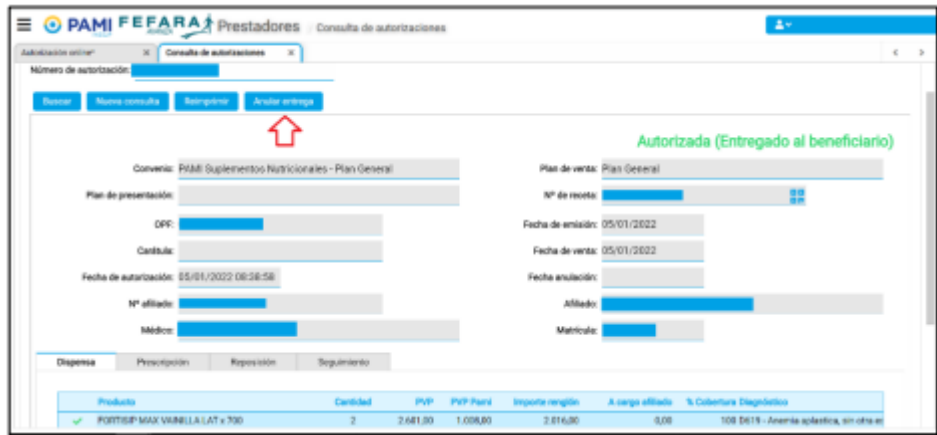 PAMI FEFARA Prestadores Consulta de autorizaciones
Autorización online* × Consulta de autorizaciones ×
Número de autorización:
Buscar Nueva consulta Reimprimir Anular entrega
Autorizada (Entregado al beneficiario)
Convenio: PAMI Suplementos Nutricionales - Plan General Plan de venta: Plan General
Plan de presentación: Nº de receta:
OPF: Fecha de emisión: 05/01/2022
Carátula: Fecha de venta: 05/01/2022
Fecha de autorización: 05/01/2022 08:38:58 Fecha anulación:
Nº afiliado: Afiliado:
Médico: Matrícula:
Dispensa Prescripción Reposición Seguimiento
Producto Cantidad PVP PVP Pami Importe renglón A cargo afiliado % Cobertura Diagnóstico
FORTISIP MAX VAINILLA LAT x 700 2 2.681,00 1.008,00 2.016,00 0,00 100 D619 - Anemia aplastica, sin otra es